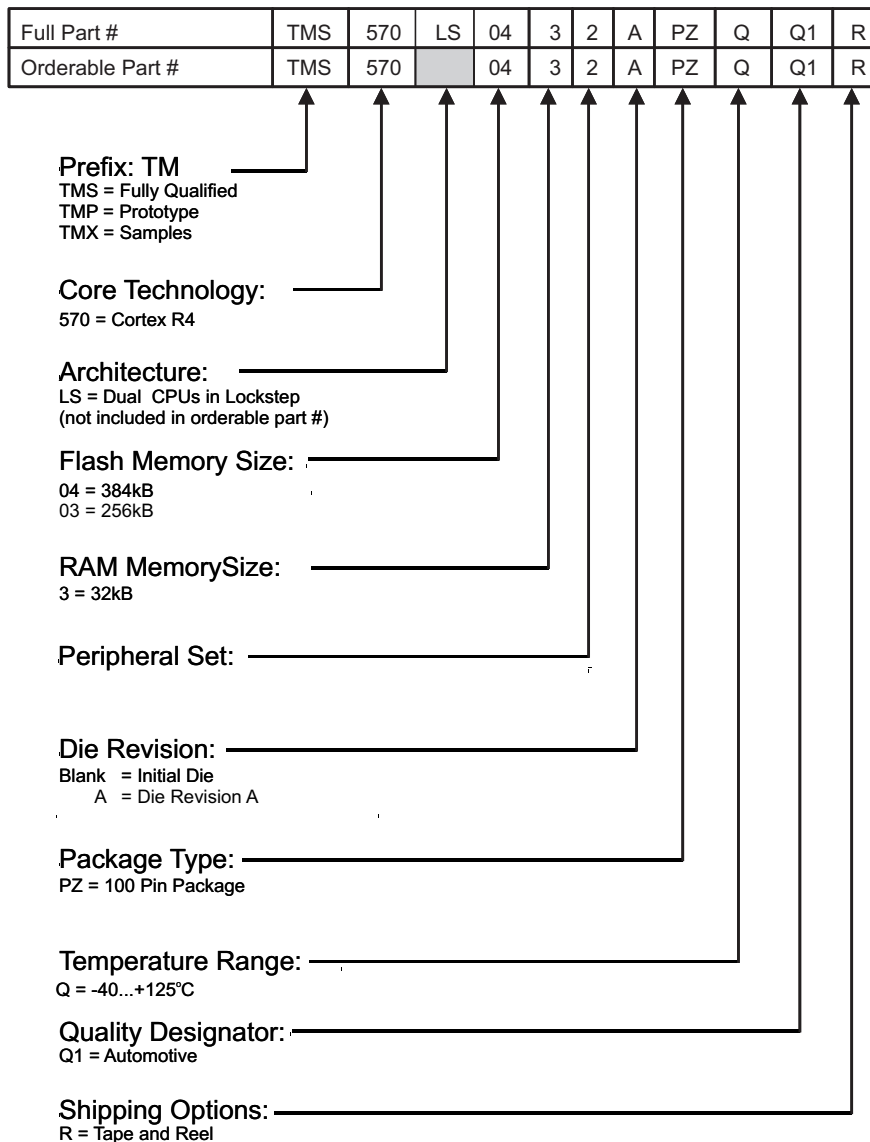 Full Part # TMS 570 LS 04 3 2 A PZ Q Q1 R
Orderable Part # TMS 570 04 3 2 A PZ Q Q1 R
Prefix: TM
TMS = Fully Qualified
TMP = Prototype
TMX = Samples
Core Technology:
570 = Cortex R4
Architecture:
LS = Dual CPUs in Lockstep
(not included in orderable part #)
Flash Memory Size:
04 = 384kB
03 = 256kB
RAM MemorySize:
3 = 32kB
Peripheral Set:
Die Revision:
Blank = Initial Die
A = Die Revision A
Package Type:
PZ = 100 Pin Package
Temperature Range:
Q = -40...+125°C
Quality Designator:
Q1 = Automotive
Shipping Options:
R = Tape and Reel